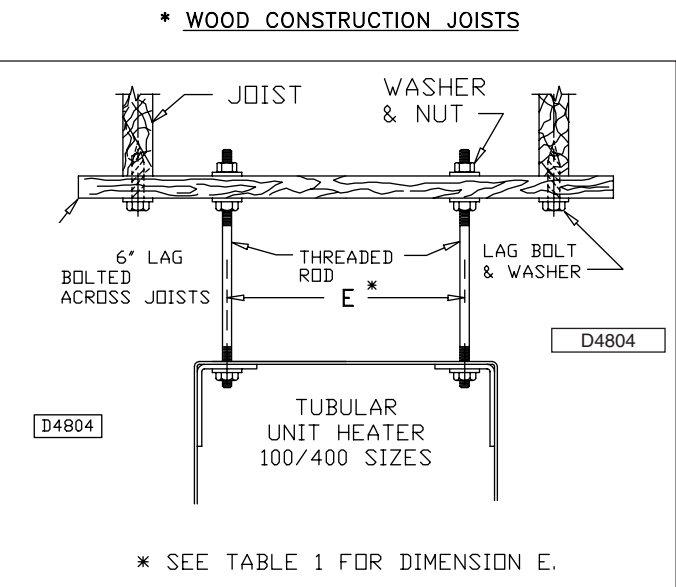 * WOOD CONSTRUCTION JOISTS
JOIST
WASHER
& NUT
6" LAG
BOLTED
ACROSS JOISTS
THREADED
ROD
LAG BOLT
& WASHER
E *
D4804
D4804
TUBULAR
UNIT HEATER
100/400 SIZES
* SEE TABLE 1 FOR DIMENSION E.